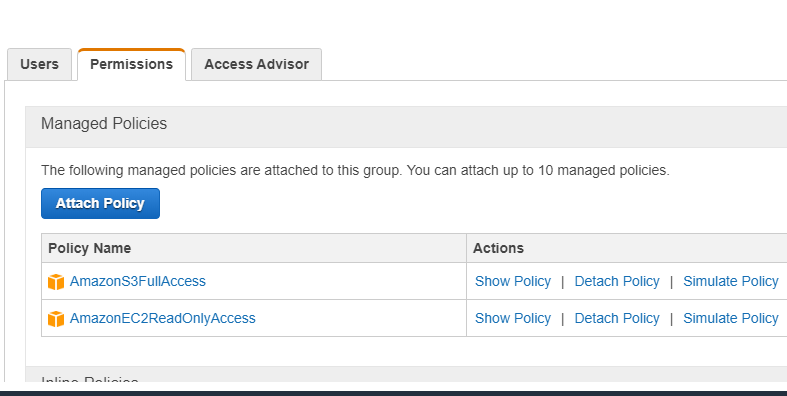 Users Permissions Access Advisor
Managed Policies
The following managed policies are attached to this group. You can attach up to 10 managed policies.
Attach Policy
Policy Name Actions
AmazonS3FullAccess Show Policy | Detach Policy | Simulate Policy
AmazonEC2ReadOnlyAccess Show Policy | Detach Policy | Simulate Policy
Inline Policies